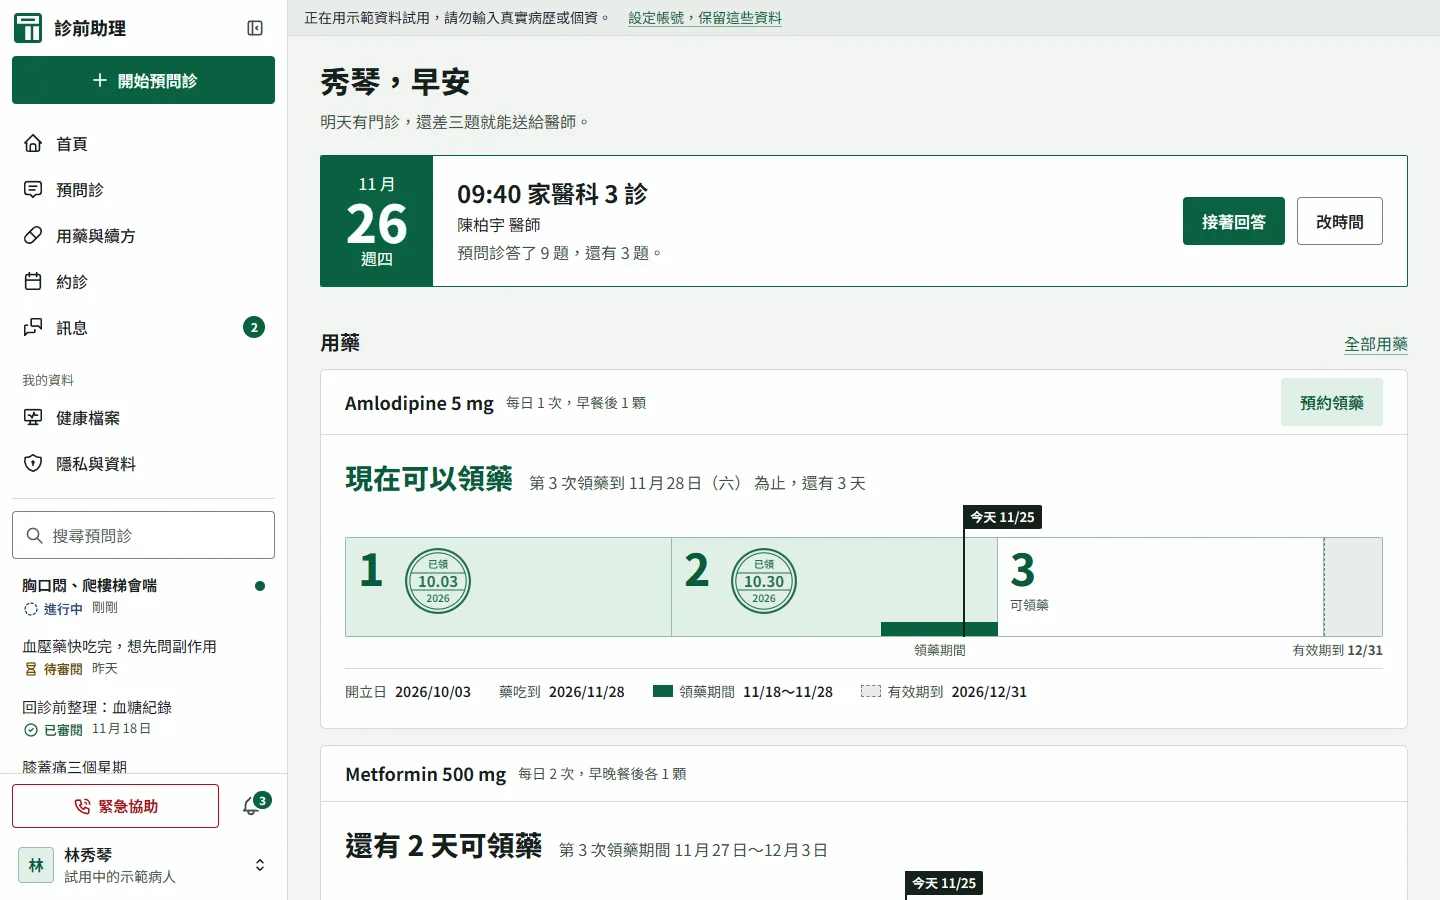 診前助理
開始預問診
首頁
預問診
用藥與續方
約診
訊息 2
我的資料
健康檔案
隱私與資料
搜尋預問診
胸口悶、爬樓梯會喘
進行中 剛剛
血壓藥快吃完，想先問副作用
待審閱 昨天
回診前整理：血糖紀錄
已審閱 11月18日
膝蓋痛三個星期
緊急協助 3
林 林秀琴
試用中的示範病人
正在用示範資料試用，請勿輸入真實病歷或個資。 設定帳號，保留這些資料
秀琴，早安
明天有門診，還差三題就能送給醫師。
11 月
26
週四
09:40 家醫科 3 診
陳柏宇 醫師
預問診答了 9 題，還有 3 題。
接著回答 改時間
用藥 全部用藥
Amlodipine 5 mg 每日 1 次，早餐後 1 顆 預約領藥
現在可以領藥 第 3 次領藥到 11月28日（六） 為止，還有 3 天
今天 11/25
1 已領 10.03 2026
2 已領 10.30 2026
3
可領藥
領藥期間 有效期到 12/31
開立日 2026/10/03 藥吃到 2026/11/28 領藥期間 11/18～11/28 有效期到 2026/12/31
Metformin 500 mg 每日 2 次，早晚餐後各 1 顆
還有 2 天可領藥 第 3 次領藥期間 11月27日～12月3日
今天 11/25